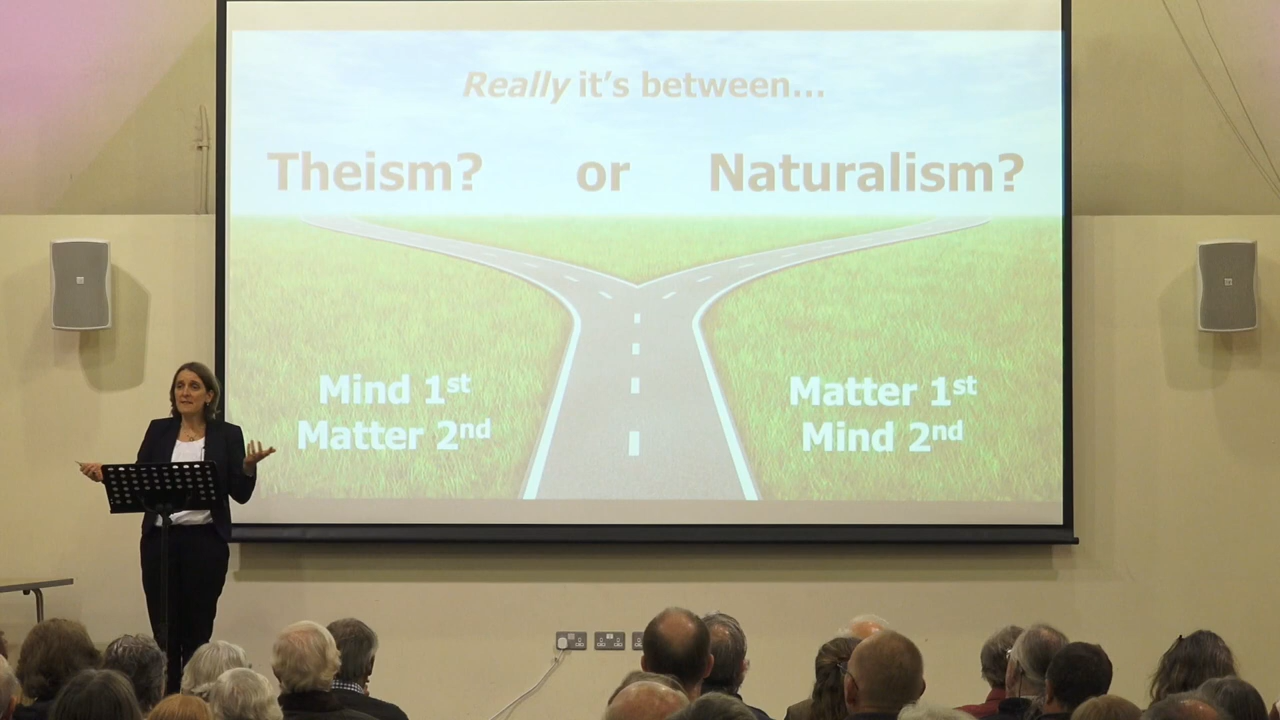 Really it's between...
Theism? or Naturalism?
Mind 1st
Matter 2nd
Matter 1st
Mind 2nd